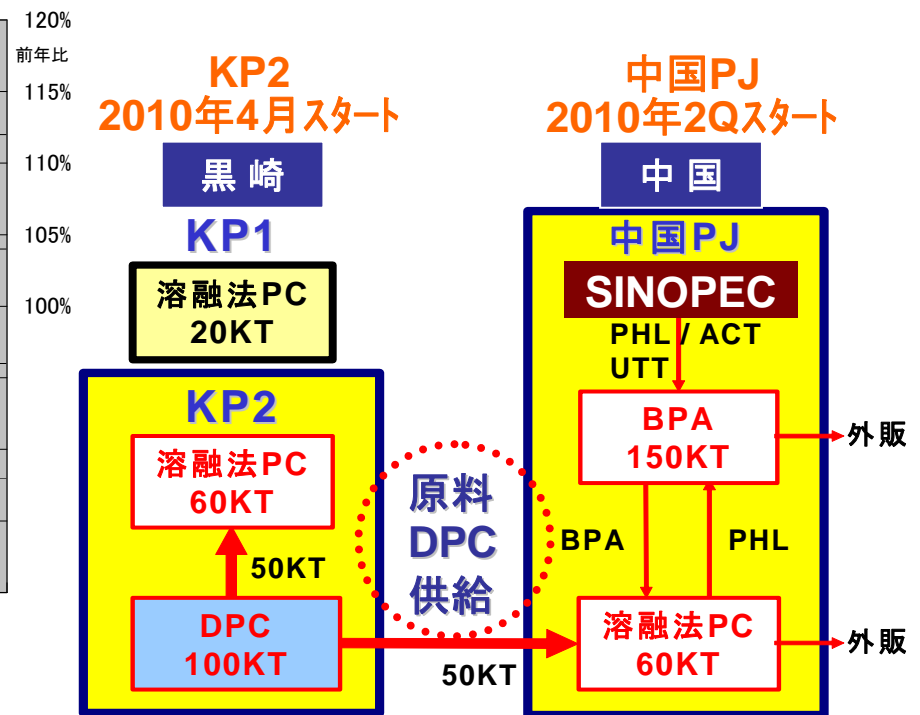 120%
前年比
115%
110%
105%
100%
KP2
2010年4月スタート
黒崎
KP1
溶融法PC
20KT
KP2
溶融法PC
60KT
50KT
DPC
100KT
原料
DPC
供給
50KT
中国PJ
2010年2Qスタート
中国
中国PJ
SINOPEC
PHL / ACT
UTT
BPA
150KT
外販
BPA
PHL
溶融法PC
60KT
外販